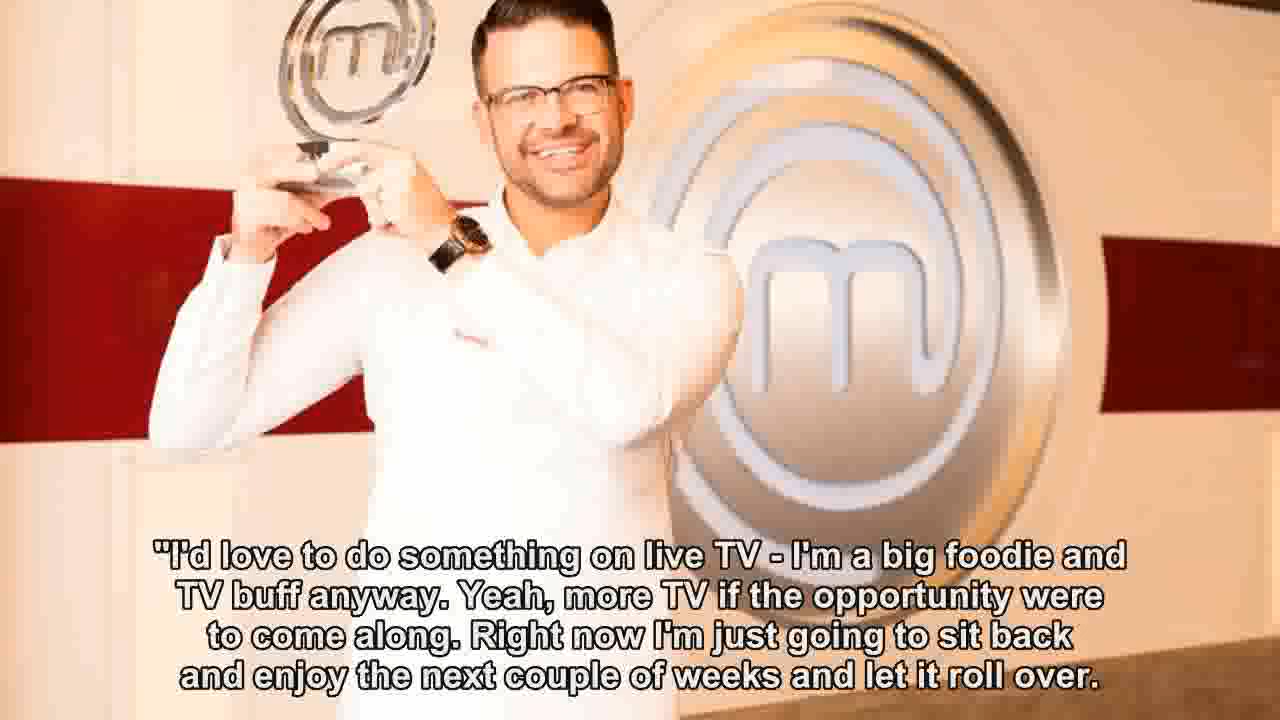 m
m
"I'd love to do something on live TV - I'm a big foodie and
TV buff anyway. Yeah, more TV if the opportunity were
to come along. Right now I'm just going to sit back
and enjoy the next couple of weeks and let it roll over.